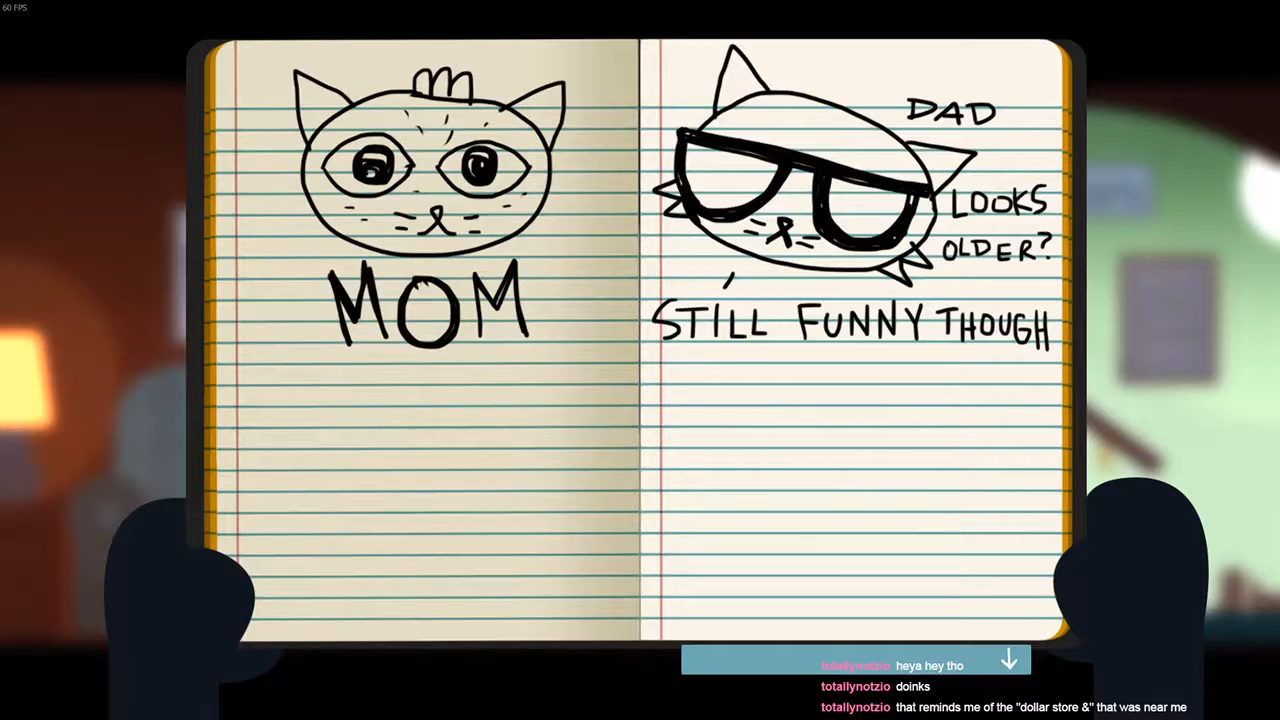 60 FPS
MOM
DAD
LOOKS
OLDER?
STILL FUNNY THOUGH
totallynotzio heya hey tho
totallynotzio doinks
totallynotzio that reminds me of the "dollar store &" that was near me